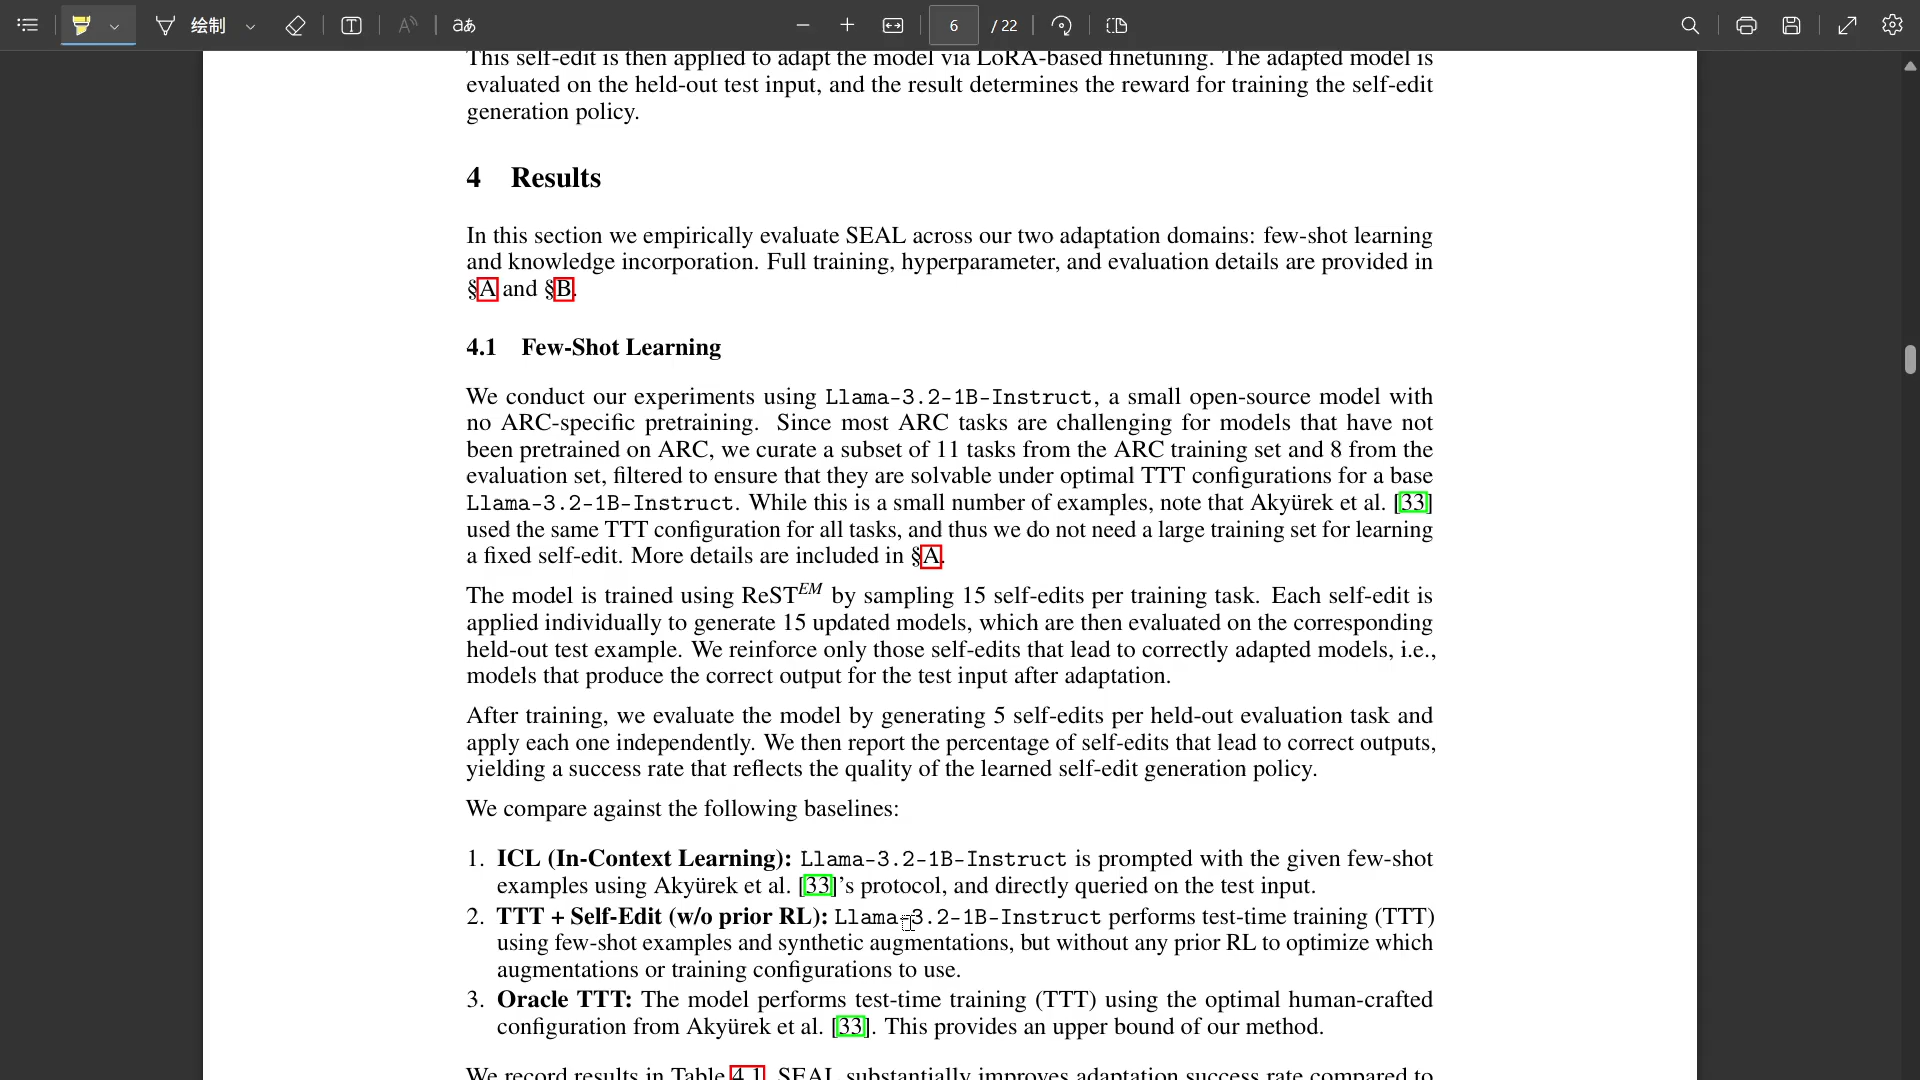 绘制
aあ
6 / 22
This self-edit is then applied to adapt the model via LoRA-based finetuning. The adapted model is
evaluated on the held-out test input, and the result determines the reward for training the self-edit
generation policy.
4 Results
In this section we empirically evaluate SEAL across our two adaptation domains: few-shot learning
and knowledge incorporation. Full training, hyperparameter, and evaluation details are provided in
§A and §B.
4.1 Few-Shot Learning
We conduct our experiments using Llama-3.2-1B-Instruct, a small open-source model with
no ARC-specific pretraining. Since most ARC tasks are challenging for models that have not
been pretrained on ARC, we curate a subset of 11 tasks from the ARC training set and 8 from the
evaluation set, filtered to ensure that they are solvable under optimal TTT configurations for a base
Llama-3.2-1B-Instruct. While this is a small number of examples, note that Akyürek et al. [33]
used the same TTT configuration for all tasks, and thus we do not need a large training set for learning
a fixed self-edit. More details are included in §A.
The model is trained using ReST^EM by sampling 15 self-edits per training task. Each self-edit is
applied individually to generate 15 updated models, which are then evaluated on the corresponding
held-out test example. We reinforce only those self-edits that lead to correctly adapted models, i.e.,
models that produce the correct output for the test input after adaptation.
After training, we evaluate the model by generating 5 self-edits per held-out evaluation task and
apply each one independently. We then report the percentage of self-edits that lead to correct outputs,
yielding a success rate that reflects the quality of the learned self-edit generation policy.
We compare against the following baselines:
1. ICL (In-Context Learning): Llama-3.2-1B-Instruct is prompted with the given few-shot
examples using Akyürek et al. [33]'s protocol, and directly queried on the test input.
2. TTT + Self-Edit (w/o prior RL): Llama-3.2-1B-Instruct performs test-time training (TTT)
using few-shot examples and synthetic augmentations, but without any prior RL to optimize which
augmentations or training configurations to use.
3. Oracle TTT: The model performs test-time training (TTT) using the optimal human-crafted
configuration from Akyürek et al. [33]. This provides an upper bound of our method.
We record results in Table 4.1. SEAL substantially improves adaptation success rate compared to